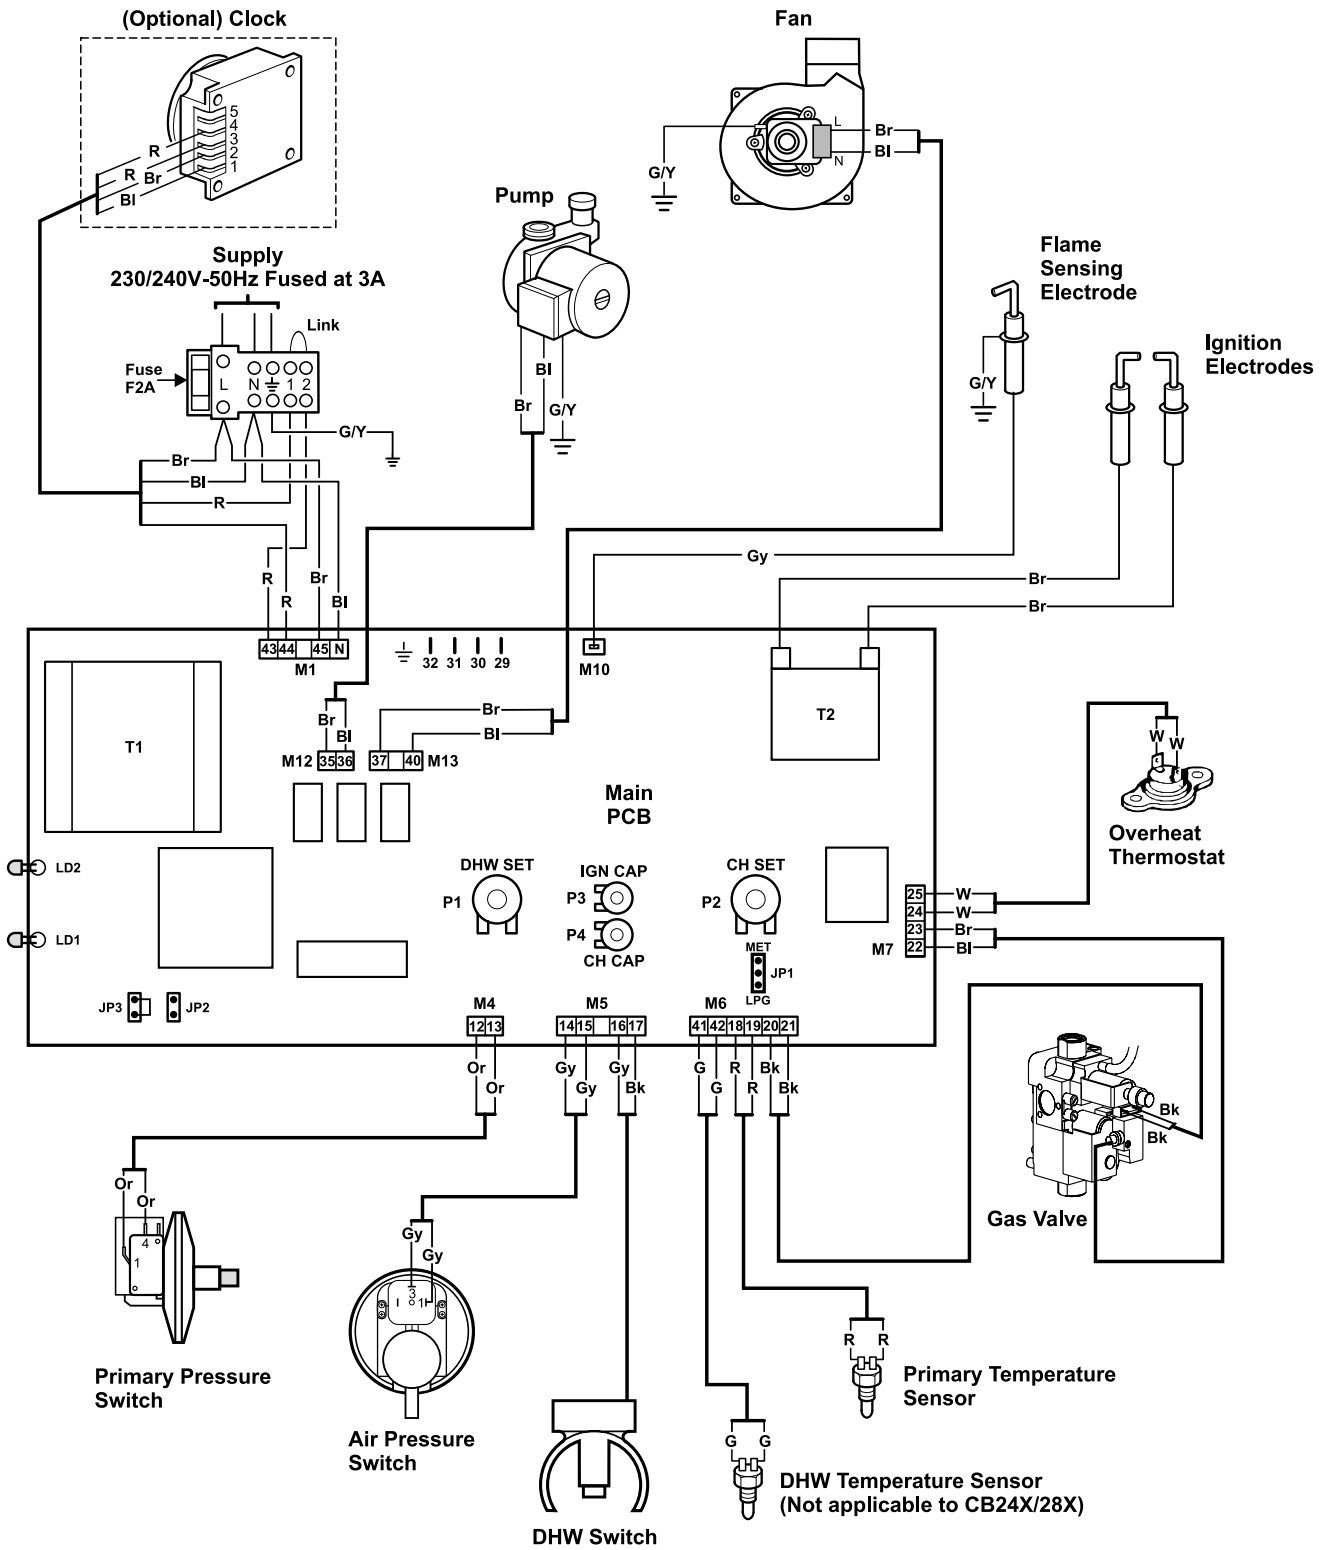 (Optional) Clock
5
4
3
2
1
R
R
Br
Bl
Fan
L
N
Br
Bl
G/Y
Pump
Br
Bl
G/Y
Supply
230/240V-50Hz Fused at 3A
Link
Fuse
F2A
L
N
1
2
G/Y
Br
Bl
R
R
R
Br
Bl
Flame
Sensing
Electrode
G/Y
Ignition
Electrodes
Gy
Br
Br
43
44
45
N
M1
32
31
30
29
M10
T1
T2
Br
Bl
Br
Bl
M12
35
36
37
40
M13
Main
PCB
W
W
Overheat
Thermostat
LD2
LD1
DHW SET
P1
IGN CAP
P3
P4
CH CAP
CH SET
P2
MET
JP1
LPG
25
24
23
22
W
W
Br
Bl
M7
JP3
JP2
M4
12
13
M5
14
15
16
17
M6
41
42
18
19
20
21
Or
Or
Gy
Gy
Gy
Bk
G
G
R
R
Bk
Bk
Bk
Bk
Gas Valve
Or
Or
4
1
Primary Pressure
Switch
Gy
Gy
3
1
Air Pressure
Switch
DHW Switch
R
R
Primary Temperature
Sensor
G
G
DHW Temperature Sensor
(Not applicable to CB24X/28X)